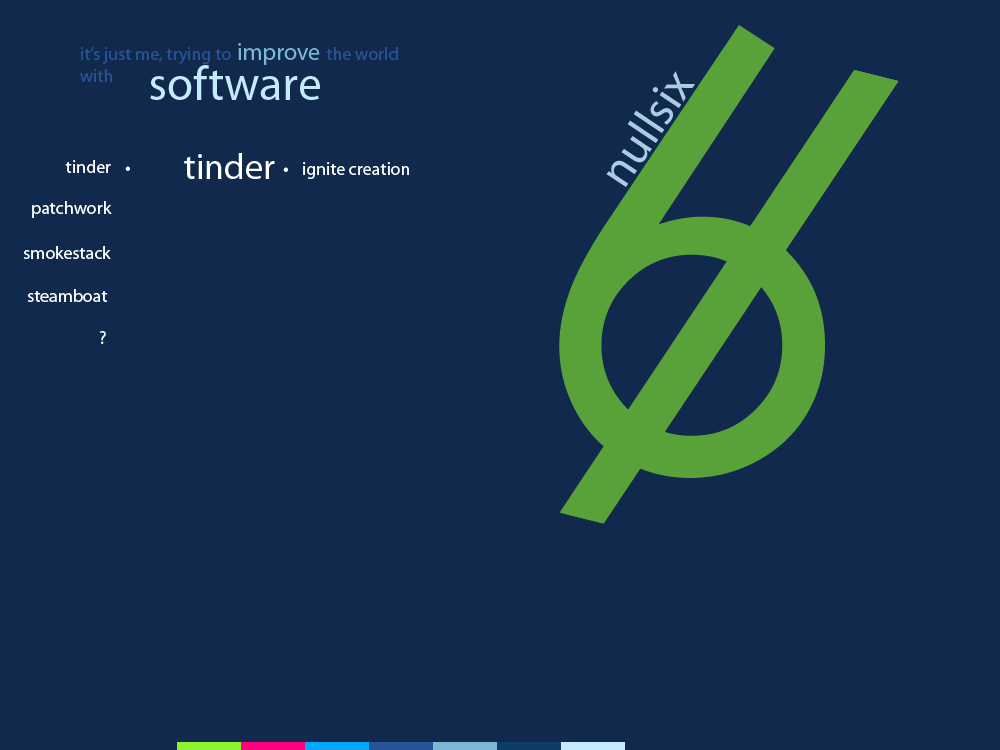 it's just me, trying to improve the world
with software
nullsix
tinder •
tinder • ignite creation
patchwork
smokestack
steamboat
?